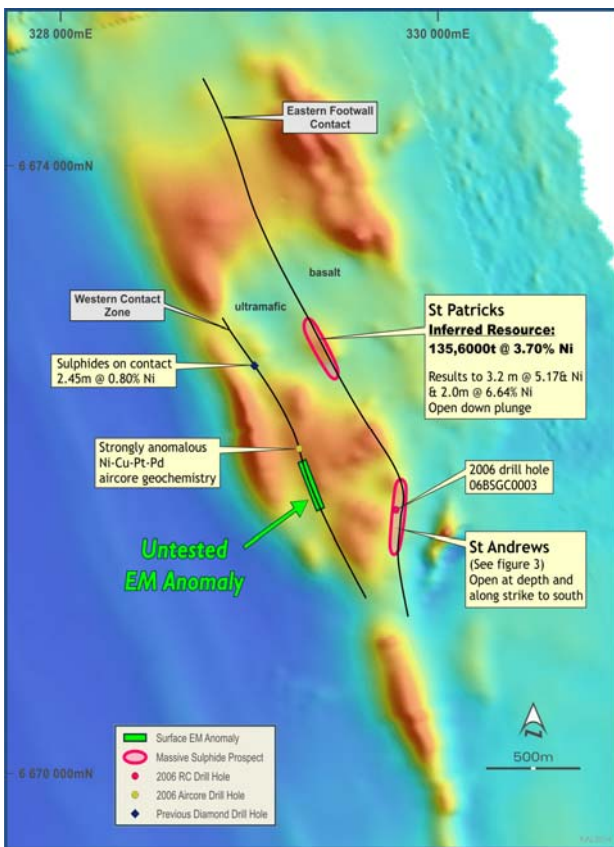 328 000mE
330 000mE
Eastern Footwall
Contact
6 674 000mN
basalt
ultramafic
Western Contact
Zone
St Patricks
Inferred Resource:
135,6000t @ 3.70% Ni
Results to 3.2 m @ 5.17& Ni
& 2.0m @ 6.64% Ni
Open down plunge
Sulphides on contact
2.45m @ 0.80% Ni
Strongly anomalous
Ni-Cu-Pt-Pd
aircore geochemistry
2006 drill hole
06BSGC0003
Untested
EM Anomaly
St Andrews
(See figure 3)
Open at depth and
along strike to south
Surface EM Anomaly
Massive Sulphide Prospect
2006 RC Drill Hole
2006 Aircore Drill Hole
Previous Diamond Drill Hole
6 670 000mN
500m